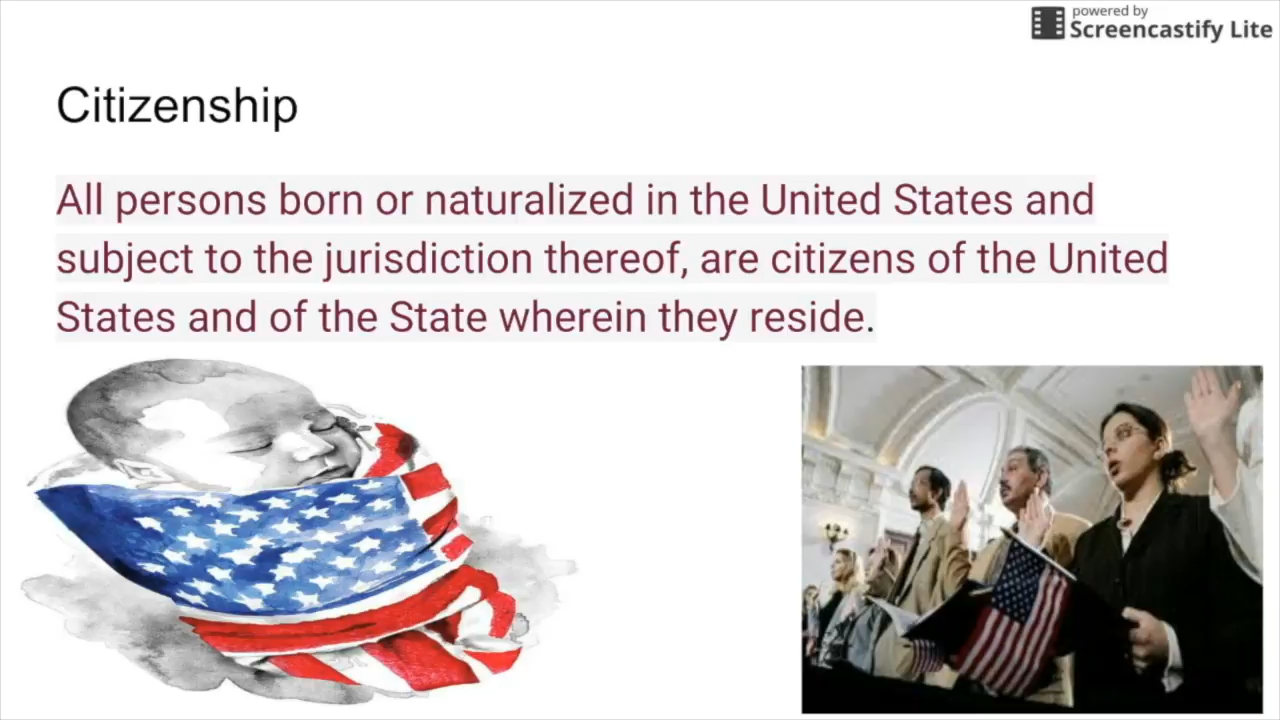 powered by
Screencastify Lite
Citizenship
All persons born or naturalized in the United States and
subject to the jurisdiction thereof, are citizens of the United
States and of the State wherein they reside.